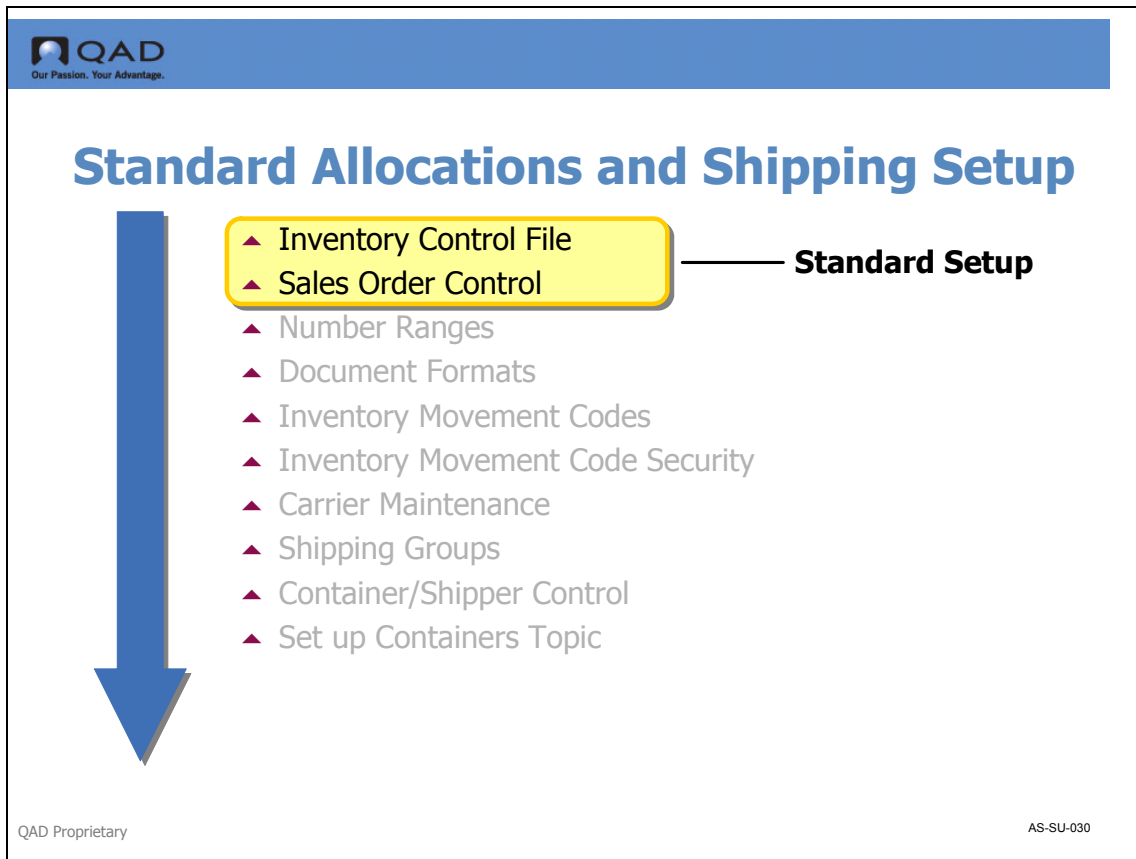 QAD
Our Passion. Your Advantage.
Standard Allocations and Shipping Setup
Inventory Control File
Sales Order Control
Standard Setup
Number Ranges
Document Formats
Inventory Movement Codes
Inventory Movement Code Security
Carrier Maintenance
Shipping Groups
Container/Shipper Control
Set up Containers Topic
QAD Proprietary
AS-SU-030